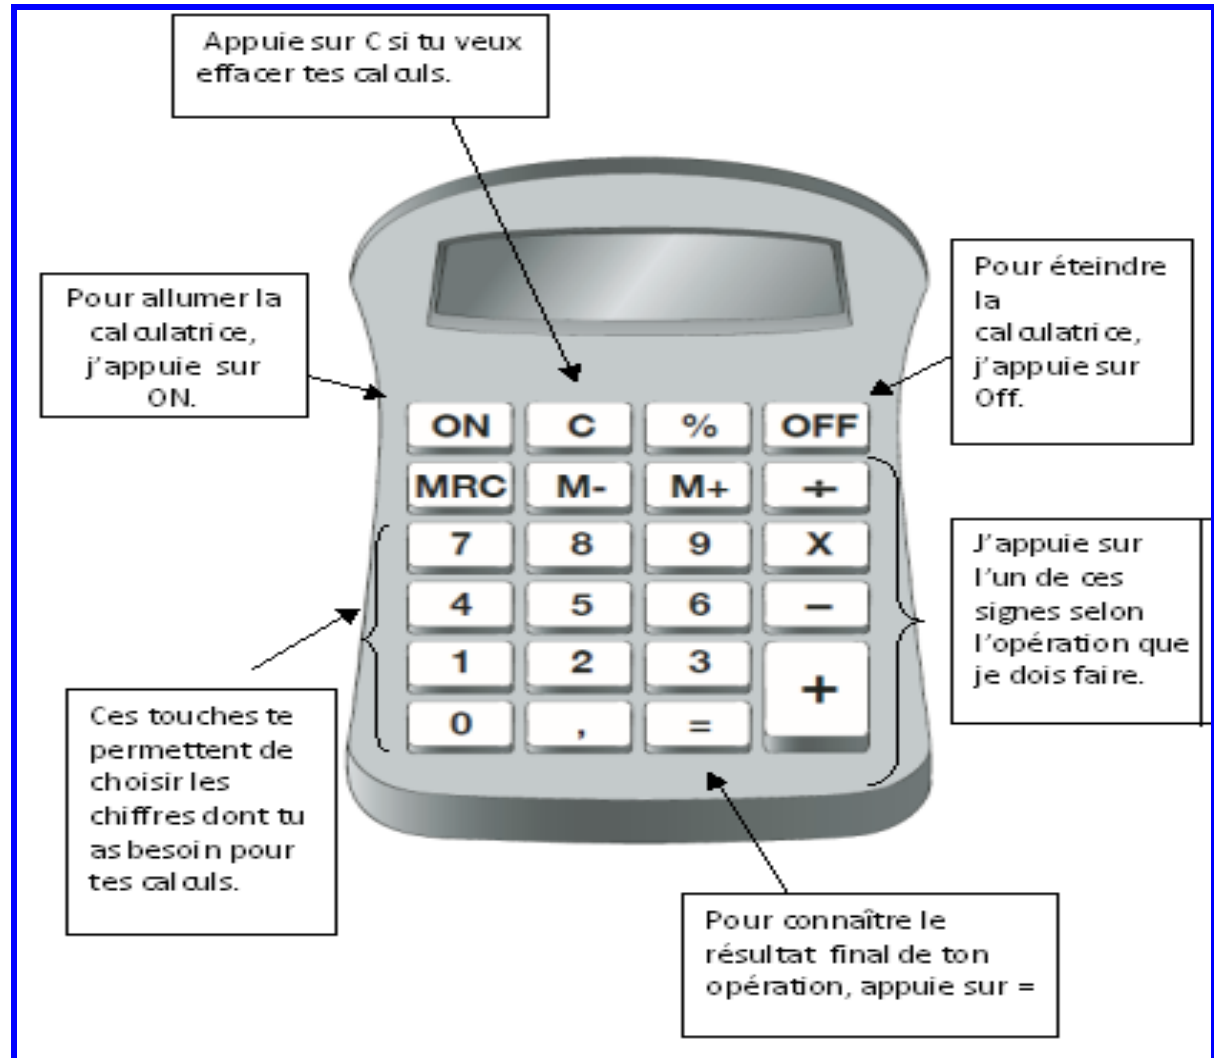 Appuie sur C si tu veux
effacer tes calculs.
Pour allumer la
calculatrice,
j'appuie sur
ON.
Pour éteindre
la
calculatrice,
j'appuie sur
Off.
ON C % OFF
MRC M- M+ ÷
7 8 9 X
4 5 6 −
1 2 3 +
0 , =
J'appuie sur
l'un de ces
signes selon
l'opération que
je dois faire.
Ces touches te
permettent de
choisir les
chiffres dont tu
as besoin pour
tes calculs.
Pour connaître le
résultat final de ton
opération, appuie sur =